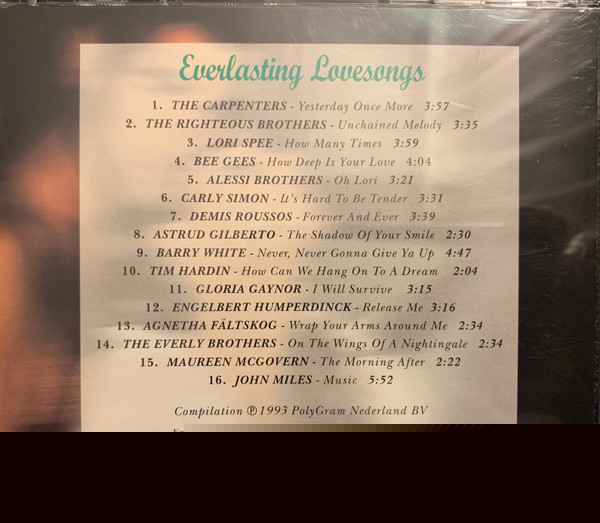 Everlasting Lovesongs
1. THE CARPENTERS - Yesterday Once More 3:57
2. THE RIGHTEOUS BROTHERS - Unchained Melody 3:35
3. LORI SPEE - How Many Times 3:59
4. BEE GEES - How Deep Is Your Love 4:04
5. ALESSI BROTHERS - Oh Lori 3:21
6. CARLY SIMON - It's Hard To Be Tender 3:31
7. DEMIS ROUSSOS - Forever And Ever 3:39
8. ASTRUD GILBERTO - The Shadow Of Your Smile 2:30
9. BARRY WHITE - Never, Never Gonna Give Ya Up 4:47
10. TIM HARDIN - How Can We Hang On To A Dream 2:04
11. GLORIA GAYNOR - I Will Survive 3:15
12. ENGELBERT HUMPERDINCK - Release Me 3:16
13. AGNETHA FÄLTSKOG - Wrap Your Arms Around Me 2:34
14. THE EVERLY BROTHERS - On The Wings Of A Nightingale 2:34
15. MAUREEN MCGOVERN - The Morning After 2:22
16. JOHN MILES - Music 5:52
Compilation ℗ 1993 PolyGram Nederland BV